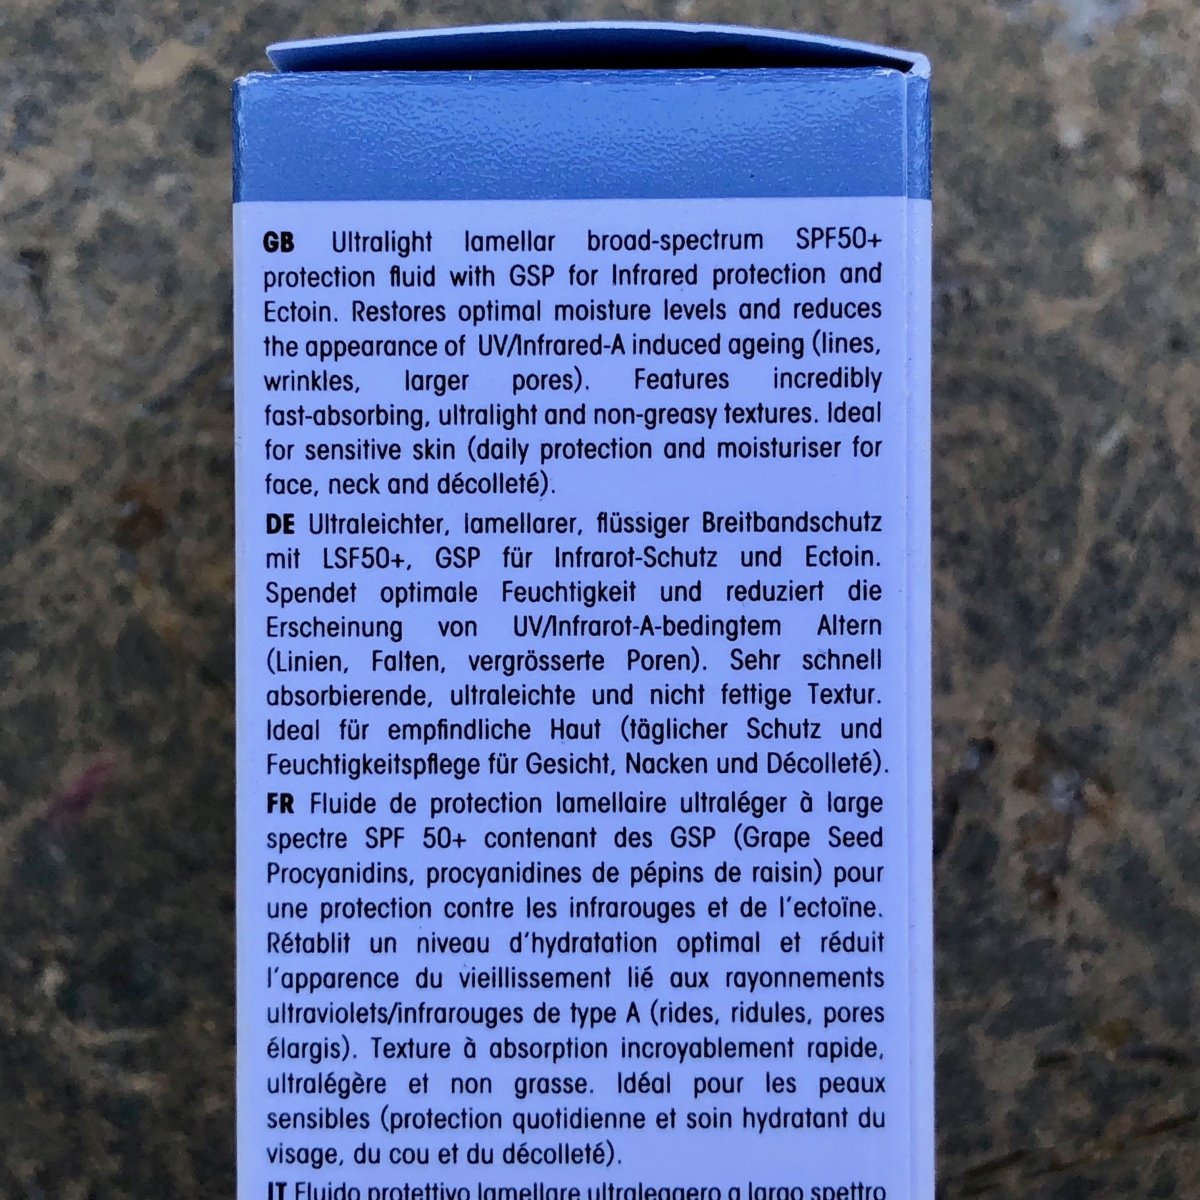 GB Ultralight lamellar broad-spectrum SPF50+
protection fluid with GSP for Infrared protection and
Ectoin. Restores optimal moisture levels and reduces
the appearance of UV/Infrared-A induced ageing (lines,
wrinkles, larger pores). Features incredibly
fast-absorbing, ultralight and non-greasy textures. Ideal
for sensitive skin (daily protection and moisturiser for
face, neck and décolleté).
DE Ultraleichter, lamellarer, flüssiger Breitbandschutz
mit LSF50+, GSP für Infrarot-Schutz und Ectoin.
Spendet optimale Feuchtigkeit und reduziert die
Erscheinung von UV/Infrarot-A-bedingtem Altern
(Linien, Falten, vergrösserte Poren). Sehr schnell
absorbierende, ultraleichte und nicht fettige Textur.
Ideal für empfindliche Haut (täglicher Schutz und
Feuchtigkeitspflege für Gesicht, Nacken und Décolleté).
FR Fluide de protection lamellaire ultraléger à large
spectre SPF 50+ contenant des GSP (Grape Seed
Procyanidins, procyanidines de pépins de raisin) pour
une protection contre les infrarouges et de l'ectoïne.
Rétablit un niveau d'hydratation optimal et réduit
l'apparence du vieillissement lié aux rayonnements
ultraviolets/infrarouges de type A (rides, ridules, pores
élargis). Texture à absorption incroyablement rapide,
ultralégère et non grasse. Idéal pour les peaux
sensibles (protection quotidienne et soin hydratant du
visage, du cou et du décolleté).
IT Fluido protettivo lamellare ultraleggero a largo spettro